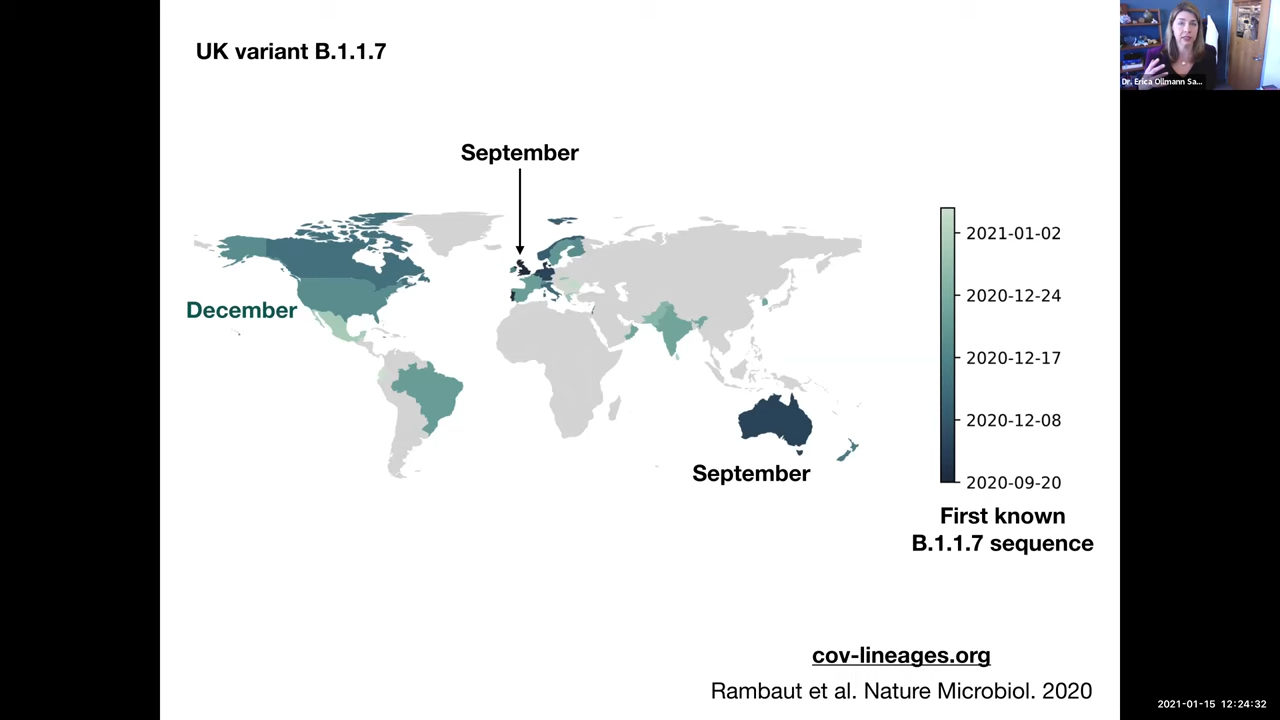 UK variant B.1.1.7
Dr. Erica Ollmann Sa...
September
December
September
2021-01-02
2020-12-24
2020-12-17
2020-12-08
2020-09-20
First known
B.1.1.7 sequence
cov-lineages.org
Rambaut et al. Nature Microbiol. 2020
2021-01-15 12:24:32